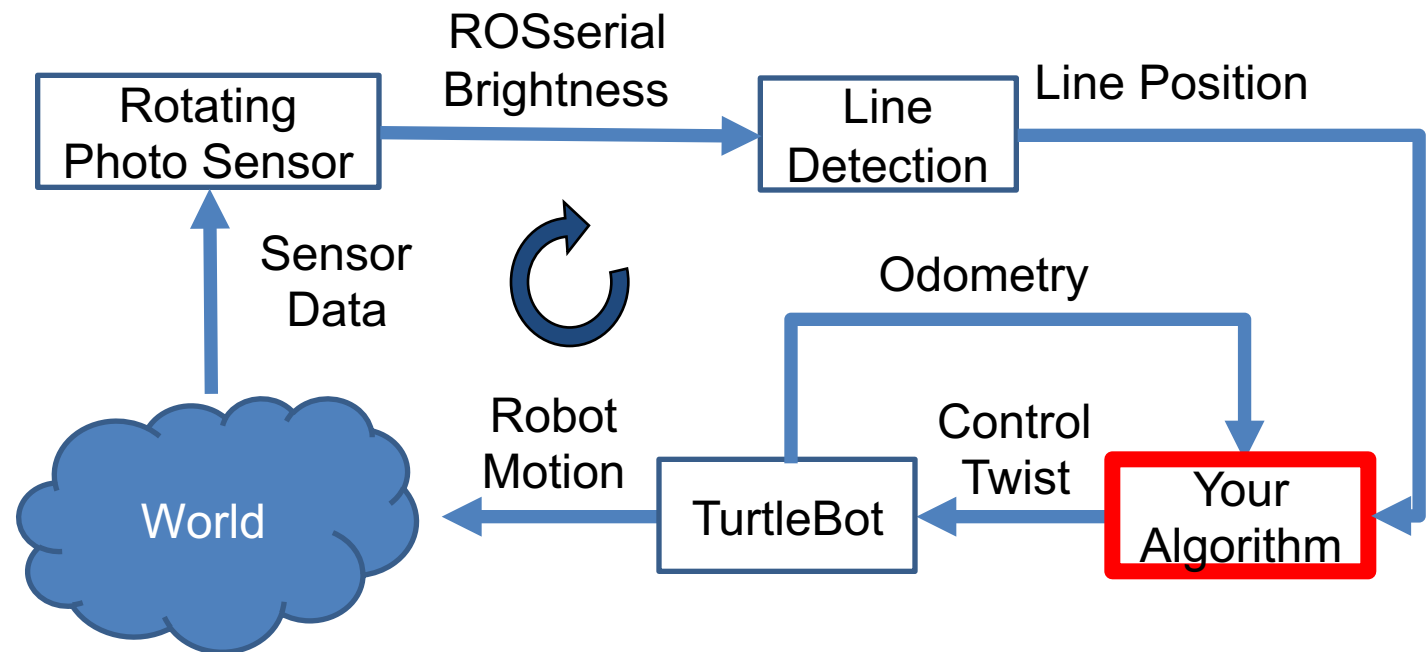 ROSserial
Brightness
Rotating
Photo Sensor
Line
Detection
Line Position
Sensor
Data
Odometry
Robot
Motion
Control
Twist
World
TurtleBot
Your
Algorithm